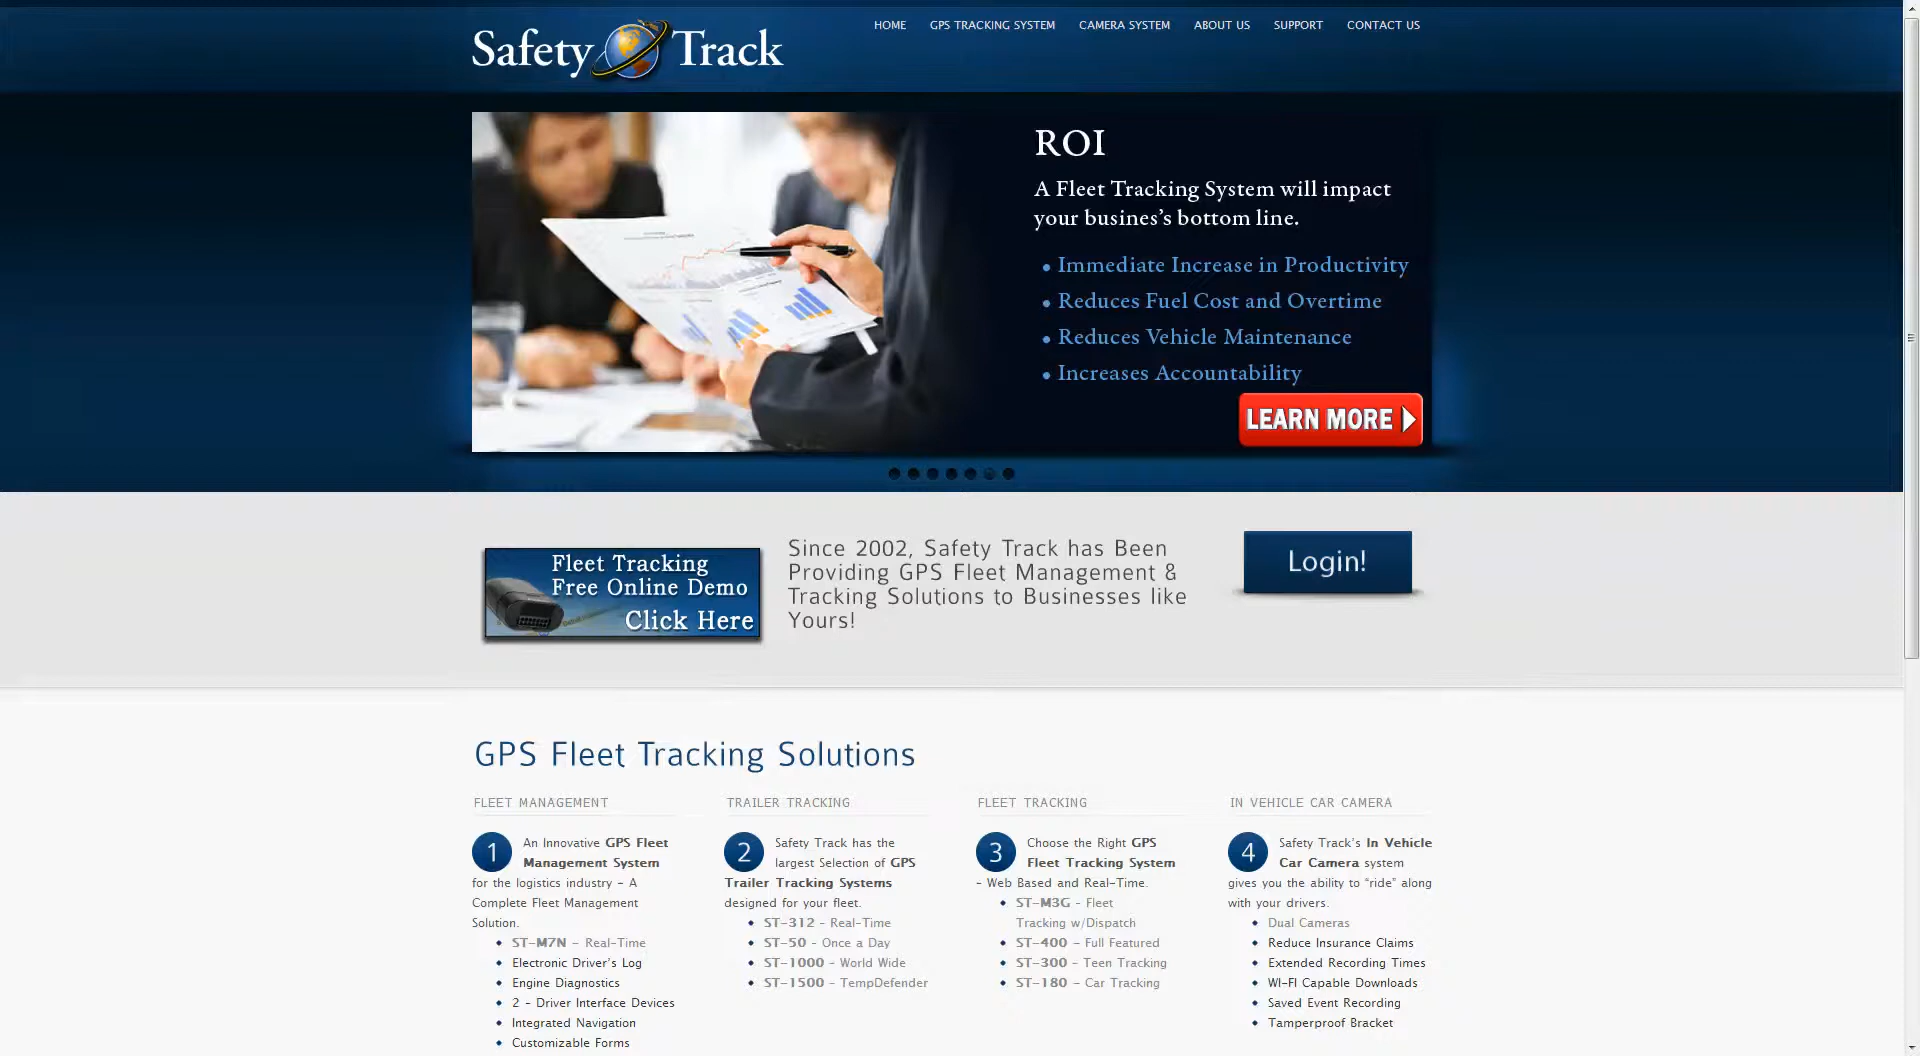 Safety Track
HOME GPS TRACKING SYSTEM CAMERA SYSTEM ABOUT US SUPPORT CONTACT US
ROI
A Fleet Tracking System will impact
your busines's bottom line.
• Immediate Increase in Productivity
• Reduces Fuel Cost and Overtime
• Reduces Vehicle Maintenance
• Increases Accountability
LEARN MORE
Fleet Tracking
Free Online Demo
Click Here
Since 2002, Safety Track has Been
Providing GPS Fleet Management &
Tracking Solutions to Businesses like
Yours!
Login!
GPS Fleet Tracking Solutions
FLEET MANAGEMENT
1 An Innovative GPS Fleet
Management System
for the logistics industry – A
Complete Fleet Management
Solution.
ST-M7N – Real-Time
Electronic Driver's Log
Engine Diagnostics
2 – Driver Interface Devices
Integrated Navigation
Customizable Forms
TRAILER TRACKING
2 Safety Track has the
largest Selection of GPS
Trailer Tracking Systems
designed for your fleet.
ST-312 – Real-Time
ST-50 – Once a Day
ST-1000 – World Wide
ST-1500 – TempDefender
FLEET TRACKING
3 Choose the Right GPS
Fleet Tracking System
– Web Based and Real-Time.
ST-M3G – Fleet
Tracking w/Dispatch
ST-400 – Full Featured
ST-300 – Teen Tracking
ST-180 – Car Tracking
IN VEHICLE CAR CAMERA
4 Safety Track's In Vehicle
Car Camera system
gives you the ability to "ride" along
with your drivers.
Dual Cameras
Reduce Insurance Claims
Extended Recording Times
WI-FI Capable Downloads
Saved Event Recording
Tamperproof Bracket